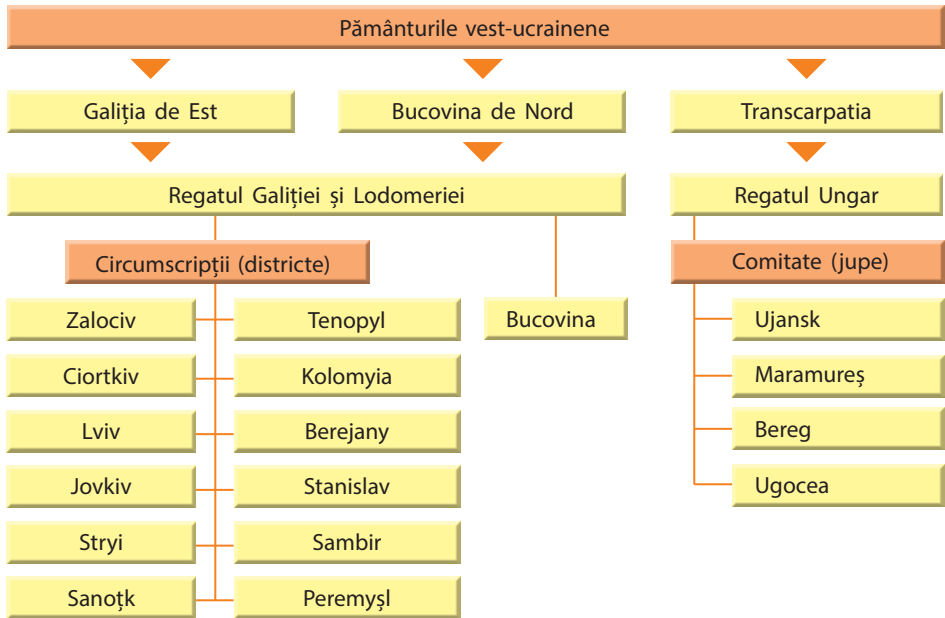 Pământurile vest-ucrainene
Galiția de Est
Bucovina de Nord
Transcarpatia
Regatul Galiției și Lodomeriei
Regatul Ungar
Circumscripții (districte)
Comitate (jupe)
Zalociv
Tenopyl
Bucovina
Ujansk
Ciortkiv
Kolomyia
Maramureș
Lviv
Berejany
Bereg
Jovkiv
Stanislav
Ugocea
Stryi
Sambir
Sanoțk
Peremyșl